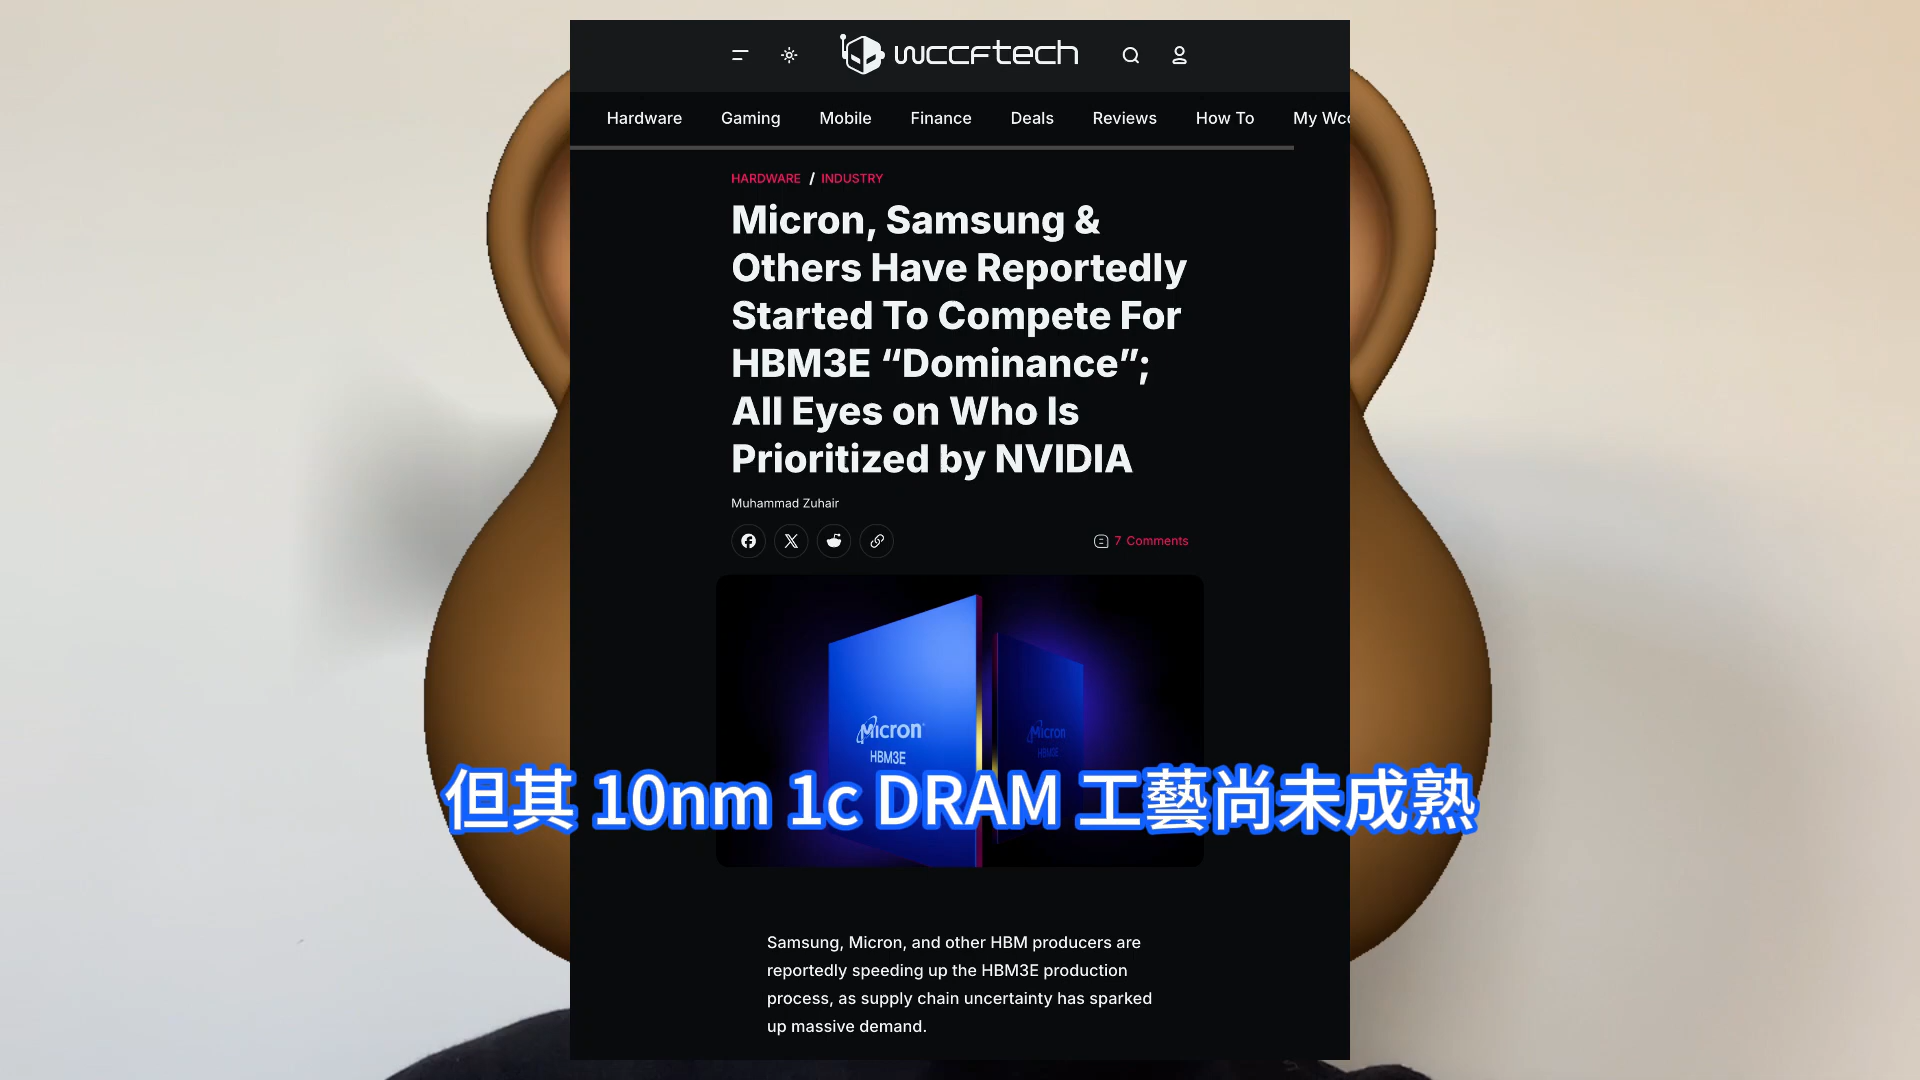 wccftech
Hardware Gaming Mobile Finance Deals Reviews How To My Wcc
HARDWARE / INDUSTRY
Micron, Samsung &
Others Have Reportedly
Started To Compete For
HBM3E “Dominance”;
All Eyes on Who Is
Prioritized by NVIDIA
Muhammad Zuhair
7 Comments
Micron
HBM3E
Micron
HBM3E
但其 10nm 1c DRAM 工藝尚未成熟
Samsung, Micron, and other HBM producers are
reportedly speeding up the HBM3E production
process, as supply chain uncertainty has sparked
up massive demand.